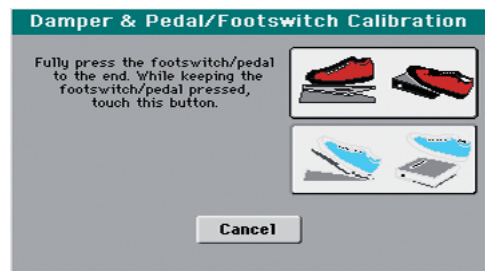 Damper & Pedal/Footswitch Calibration
Fully press the footswitch/pedal
to the end. While keeping the
footswitch/pedal pressed,
touch this button.
Cancel